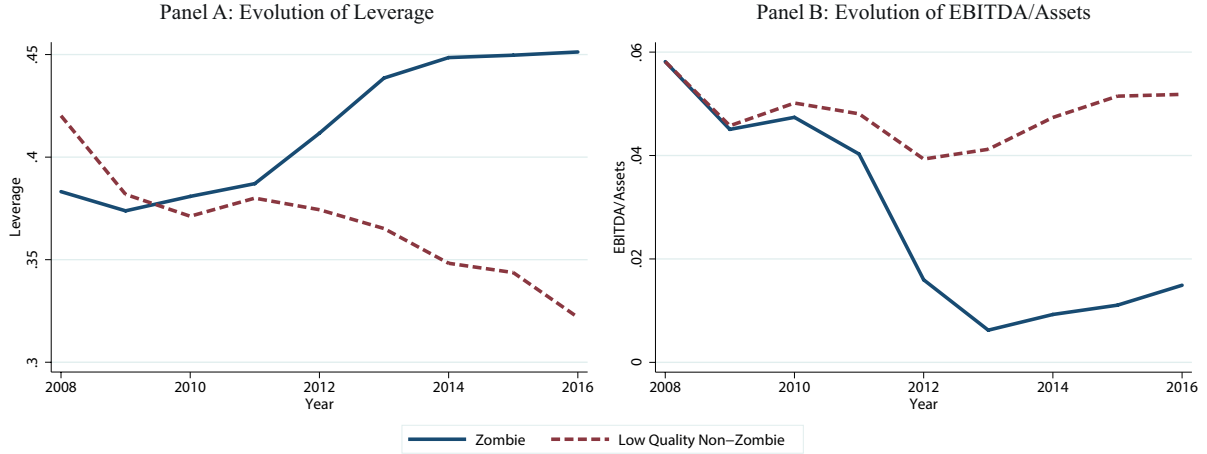 Panel A: Evolution of Leverage
Leverage
.45
.4
.35
.3
2008
2010
2012
2014
2016
Year
Panel B: Evolution of EBITDA/Assets
EBITDA/Assets
.06
.04
.02
0
2008
2010
2012
2014
2016
Year
Zombie
Low Quality Non−Zombie